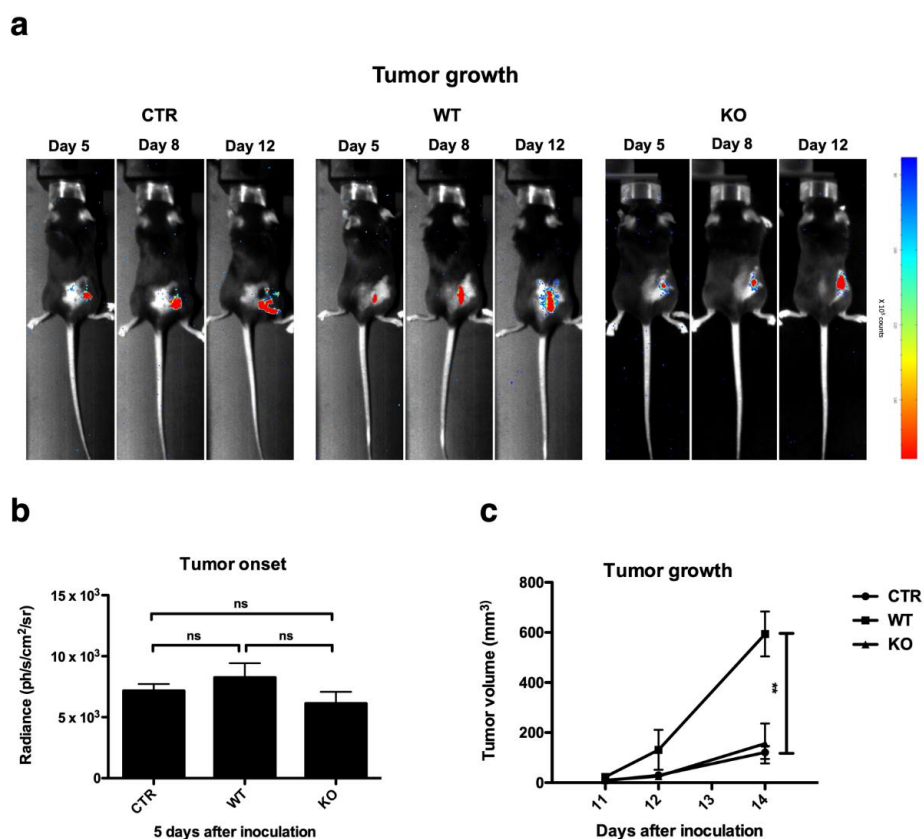 a
Tumor growth
CTR WT KO
Day 5 Day 8 Day 12 Day 5 Day 8 Day 12 Day 5 Day 8 Day 12
counts
b
Tumor onset
Radiance (ph/s/cm²/sr)
15 x 10³
10 x 10³
5 x 10³
0
ns
ns ns
CTR WT KO
5 days after inoculation
c
Tumor growth
Tumor volume (mm³)
800
600
400
200
0
**
11 12 13 14
Days after inoculation
CTR
WT
KO